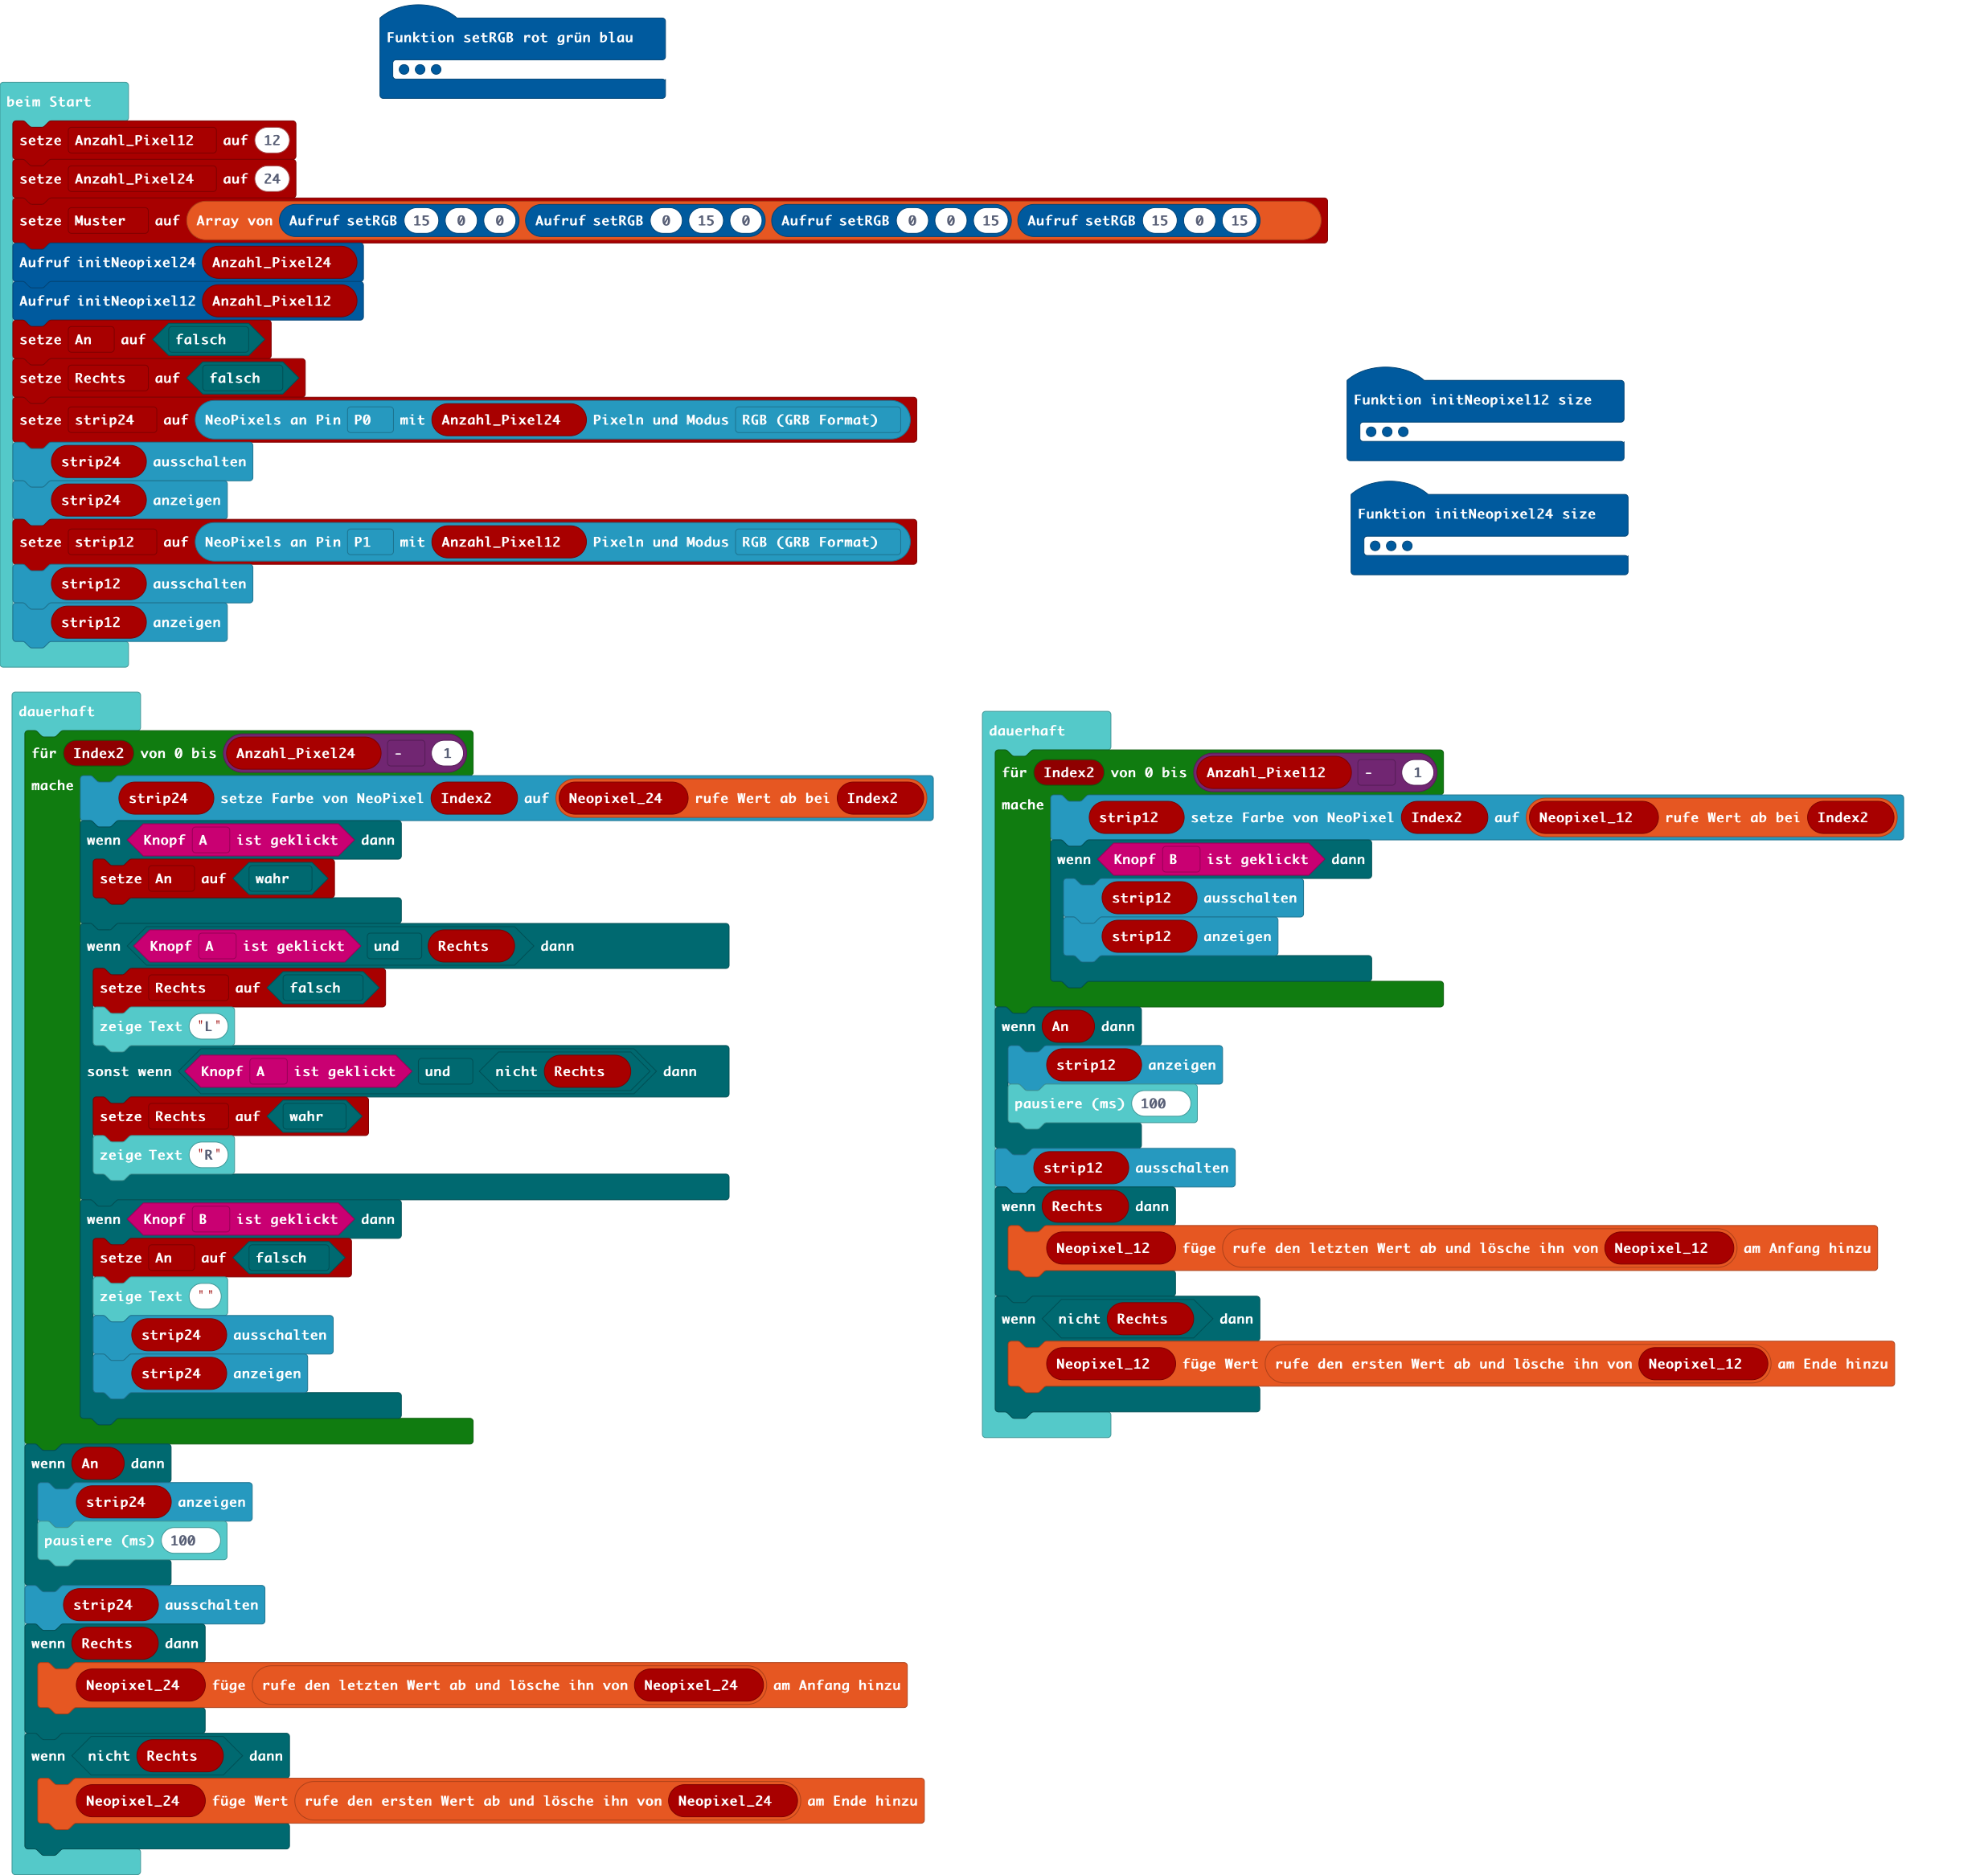 Funktion setRGB rot grün blau
beim Start
setze Anzahl_Pixel12 auf 12
setze Anzahl_Pixel24 auf 24
setze Muster auf Array von Aufruf setRGB 15 0 0 Aufruf setRGB 0 15 0 Aufruf setRGB 0 0 15 Aufruf setRGB 15 0 15
Aufruf initNeopixel24 Anzahl_Pixel24
Aufruf initNeopixel12 Anzahl_Pixel12
setze An auf falsch
setze Rechts auf falsch
setze strip24 auf NeoPixels an Pin P0 mit Anzahl_Pixel24 Pixeln und Modus RGB (GRB Format)
strip24 ausschalten
strip24 anzeigen
setze strip12 auf NeoPixels an Pin P1 mit Anzahl_Pixel12 Pixeln und Modus RGB (GRB Format)
strip12 ausschalten
strip12 anzeigen
Funktion initNeopixel12 size
Funktion initNeopixel24 size
dauerhaft
für Index2 von 0 bis Anzahl_Pixel24 - 1
mache
strip24 setze Farbe von NeoPixel Index2 auf Neopixel_24 rufe Wert ab bei Index2
wenn Knopf A ist geklickt dann
setze An auf wahr
wenn Knopf A ist geklickt und Rechts dann
setze Rechts auf falsch
zeige Text "L"
sonst wenn Knopf A ist geklickt und nicht Rechts dann
setze Rechts auf wahr
zeige Text "R"
wenn Knopf B ist geklickt dann
setze An auf falsch
zeige Text ""
strip24 ausschalten
strip24 anzeigen
wenn An dann
strip24 anzeigen
pausiere (ms) 100
strip24 ausschalten
wenn Rechts dann
Neopixel_24 füge rufe den letzten Wert ab und lösche ihn von Neopixel_24 am Anfang hinzu
wenn nicht Rechts dann
Neopixel_24 füge Wert rufe den ersten Wert ab und lösche ihn von Neopixel_24 am Ende hinzu
dauerhaft
für Index2 von 0 bis Anzahl_Pixel12 - 1
mache
strip12 setze Farbe von NeoPixel Index2 auf Neopixel_12 rufe Wert ab bei Index2
wenn Knopf B ist geklickt dann
strip12 ausschalten
strip12 anzeigen
wenn An dann
strip12 anzeigen
pausiere (ms) 100
strip12 ausschalten
wenn Rechts dann
Neopixel_12 füge rufe den letzten Wert ab und lösche ihn von Neopixel_12 am Anfang hinzu
wenn nicht Rechts dann
Neopixel_12 füge Wert rufe den ersten Wert ab und lösche ihn von Neopixel_12 am Ende hinzu